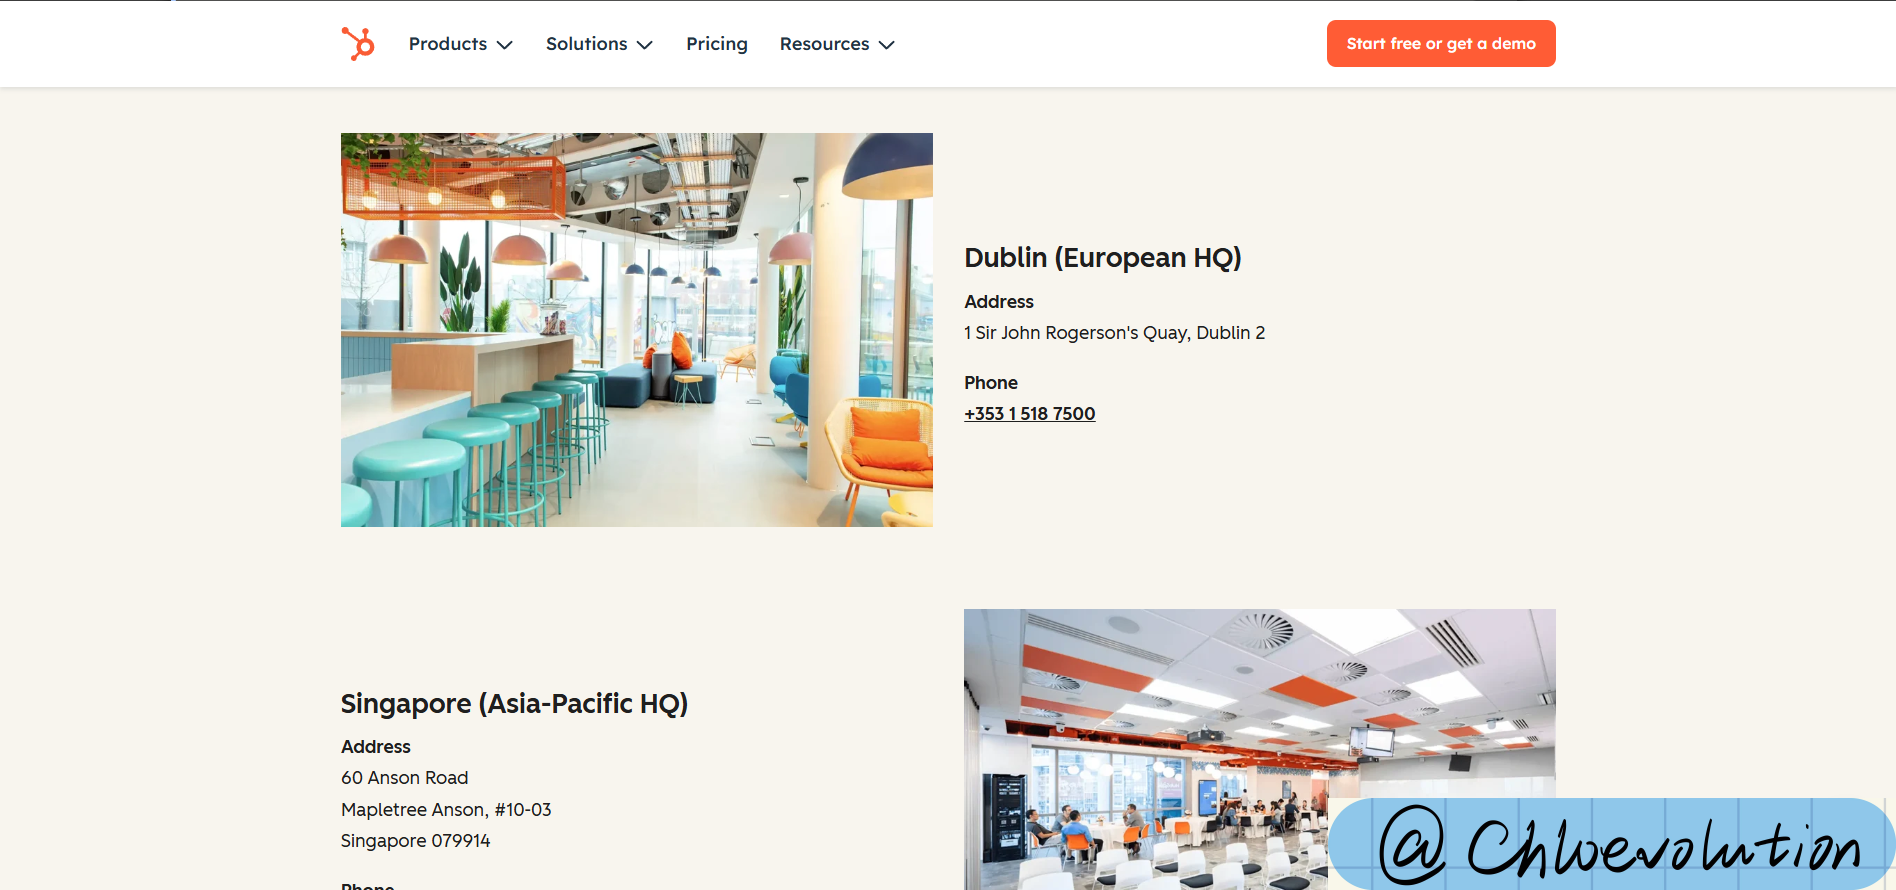 Products
Solutions
Pricing
Resources
Start free or get a demo
Dublin (European HQ)
Address
1 Sir John Rogerson's Quay, Dublin 2
Phone
+353 1 518 7500
Singapore (Asia-Pacific HQ)
Address
60 Anson Road
Mapletree Anson, #10-03
Singapore 079914
Phone
@Chloevolution